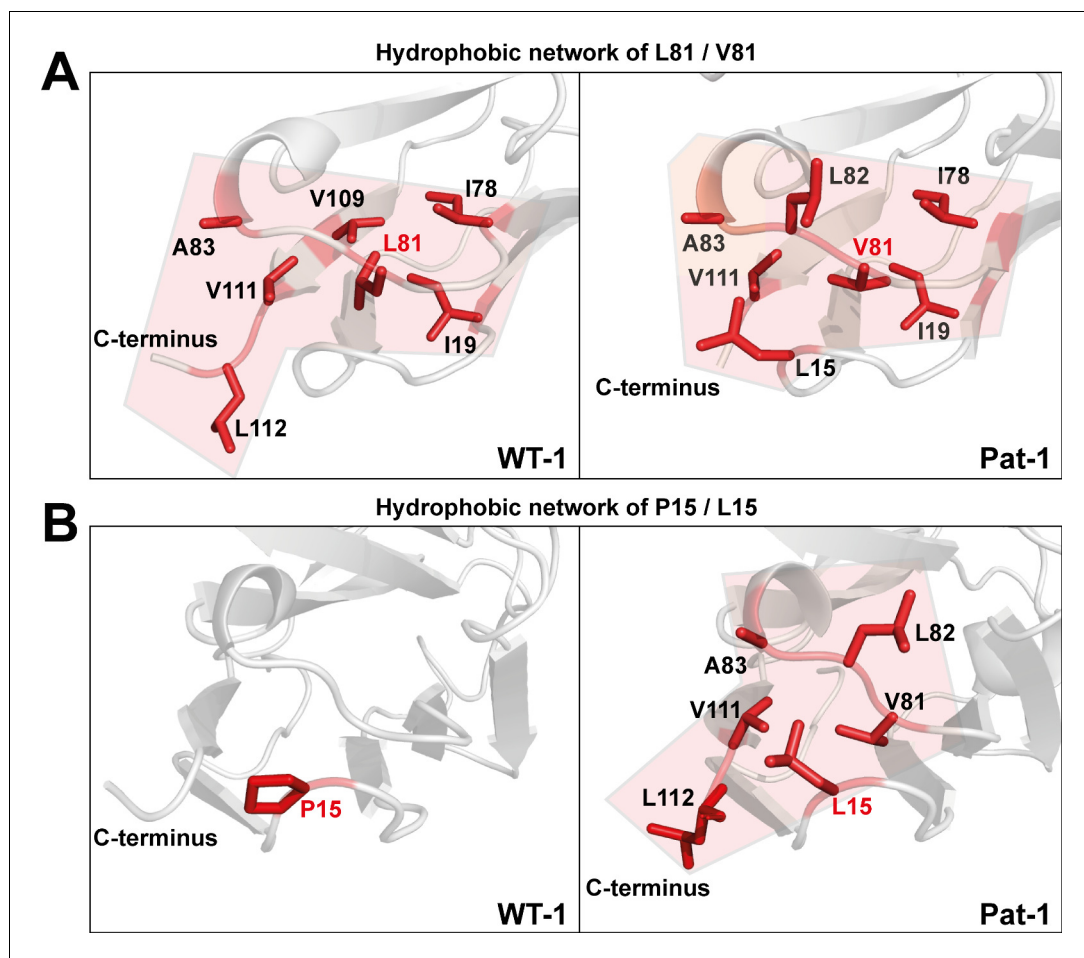 A
Hydrophobic network of L81 / V81
V109
I78
A83
L81
V111
C-terminus
I19
L112
WT-1
L82
I78
A83
V81
V111
I19
L15
C-terminus
Pat-1
B
Hydrophobic network of P15 / L15
P15
C-terminus
WT-1
L82
A83
V111
V81
L112
L15
C-terminus
Pat-1